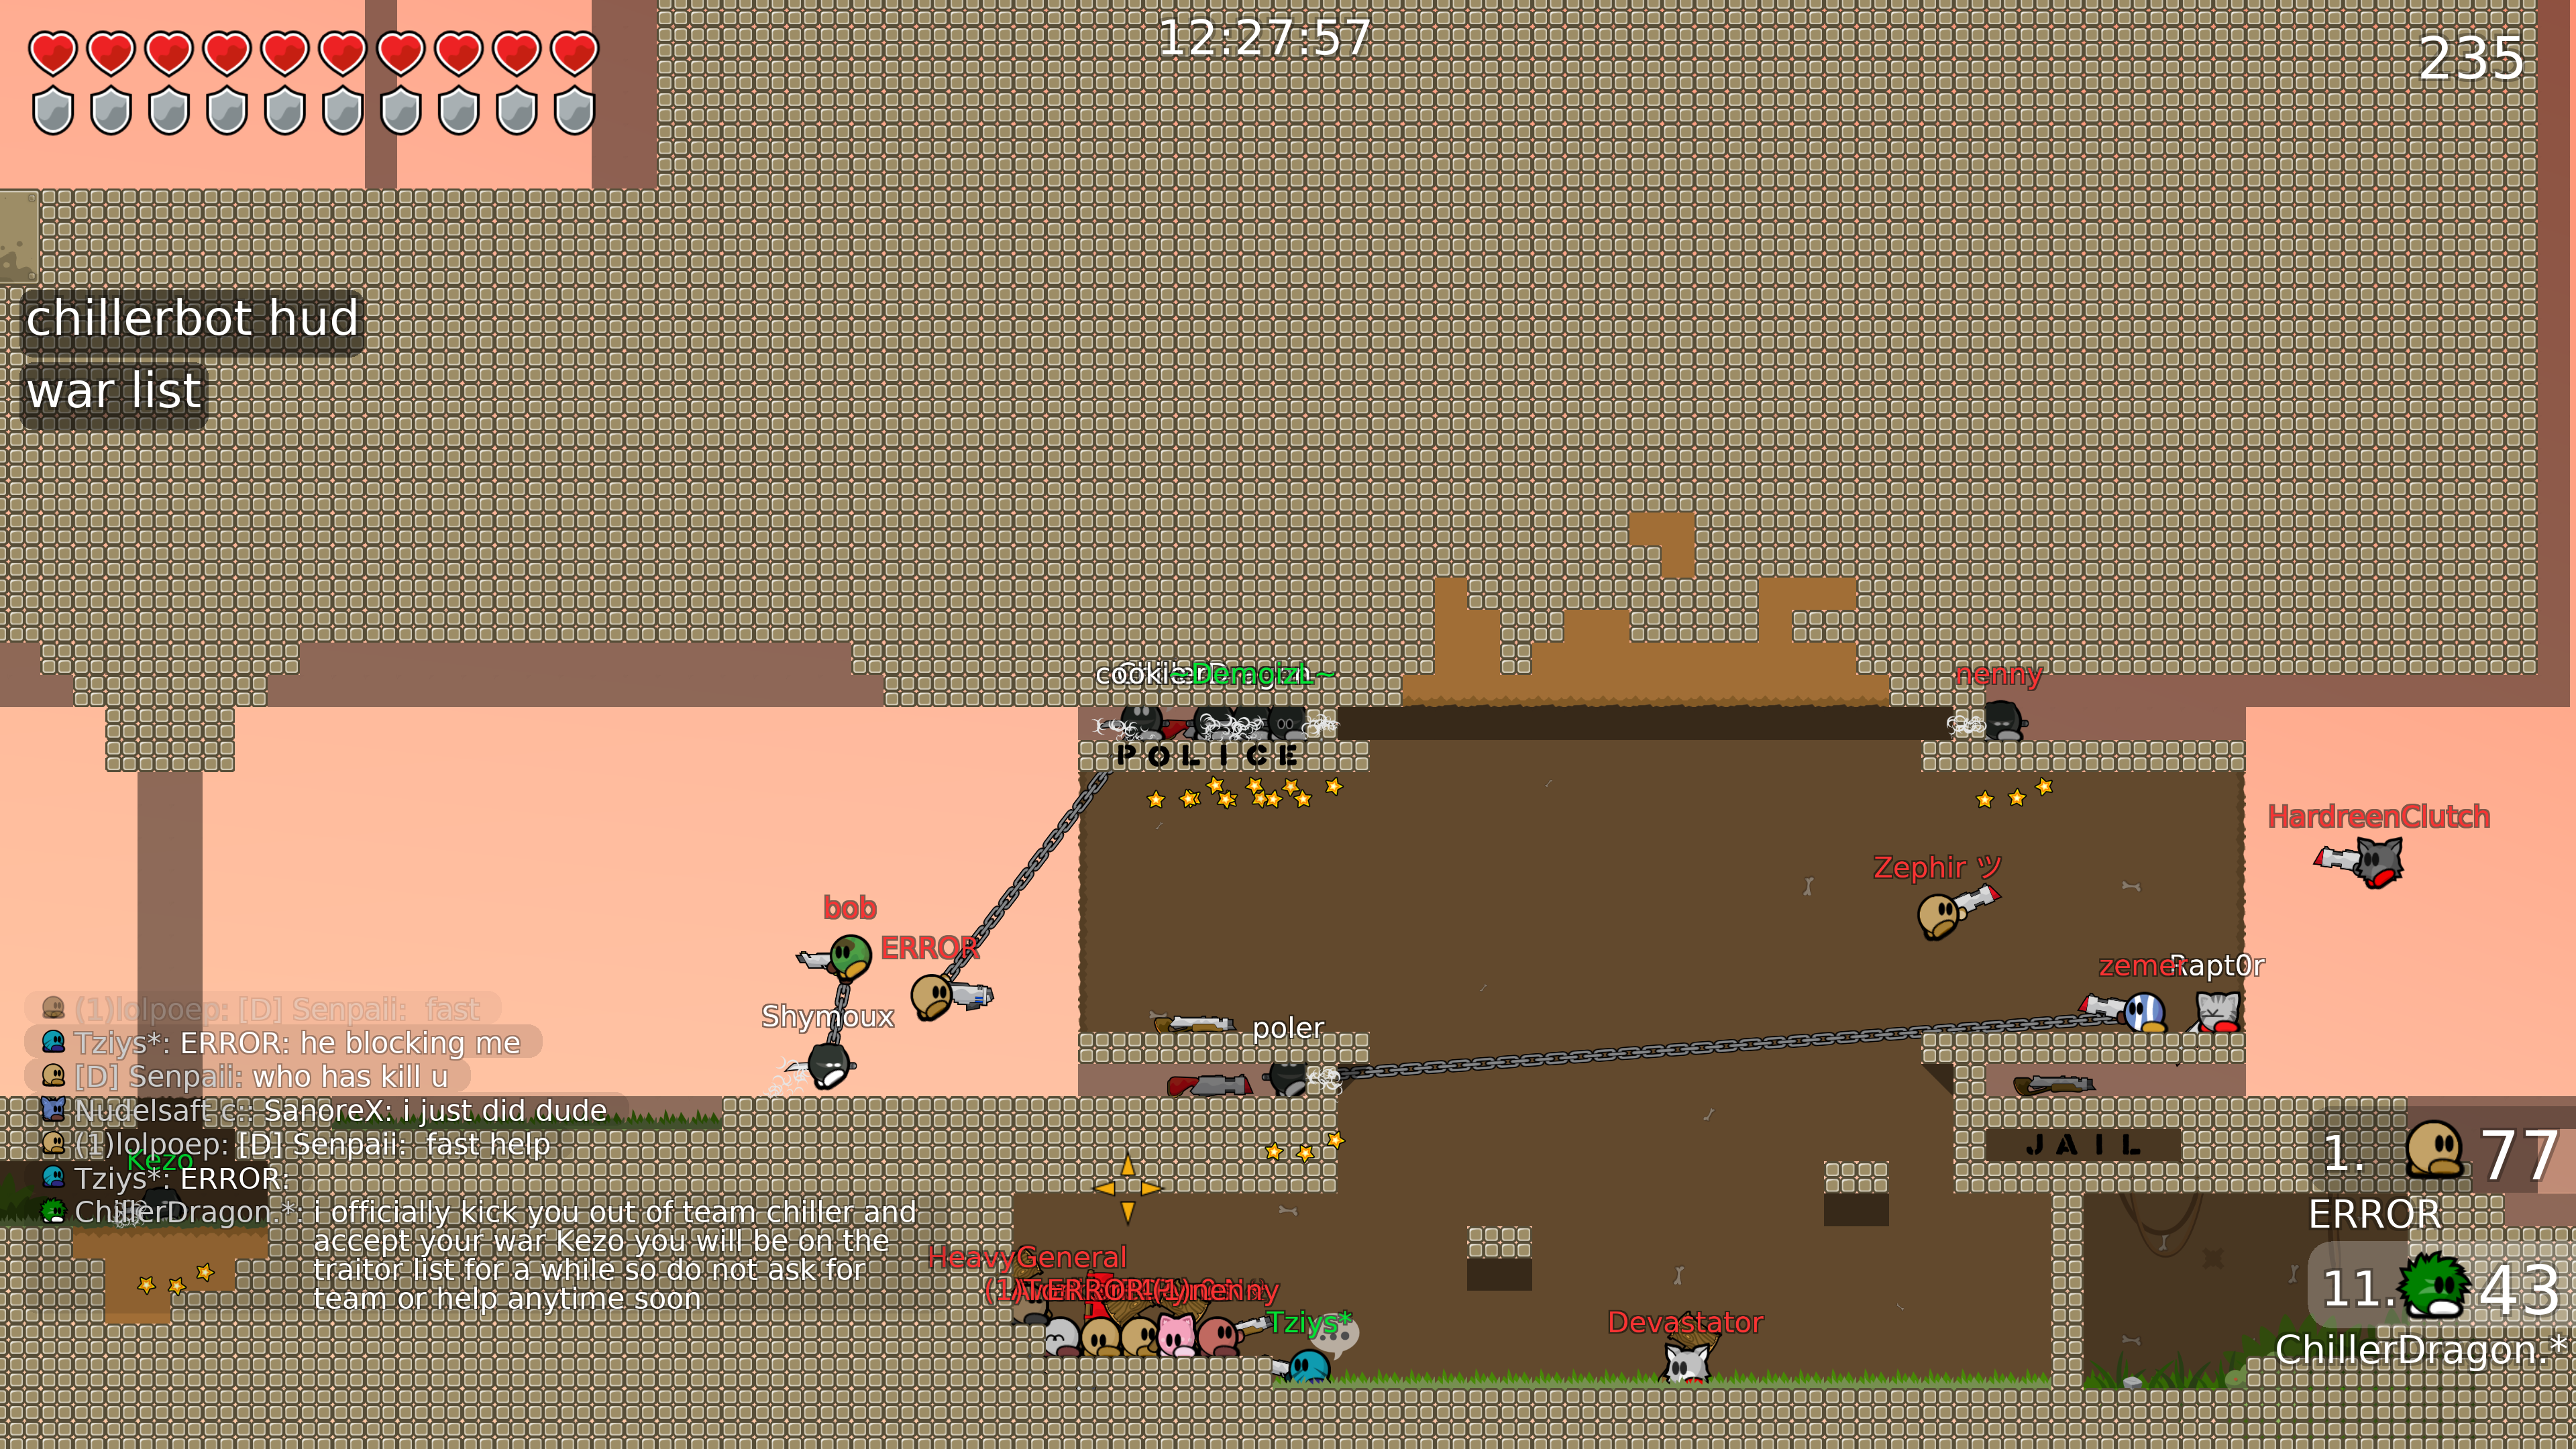 12:27:57
235
chillerbot hud
war list
nenny
POLICE
HardreenClutch
Zephir ツ
bob
ERROR
zemer
Rapt0r
Shymoux
poler
(1)lolpoep: [D] Senpaii: fast
Tziys*: ERROR: he blocking me
[D] Senpaii: who has kill u
Nudelsaft c:: SanoreX: i just did dude
(1)lolpoep: [D] Senpaii: fast help
Kezo
Tziys*: ERROR:
ChillerDragon.*: i officially kick you out of team chiller and
accept your war Kezo you will be on the
traitor list for a while so do not ask for
team or help anytime soon
JAIL
1. 77
ERROR
HeavyGeneral
Tziys*
Devastator
11. 43
ChillerDragon.*